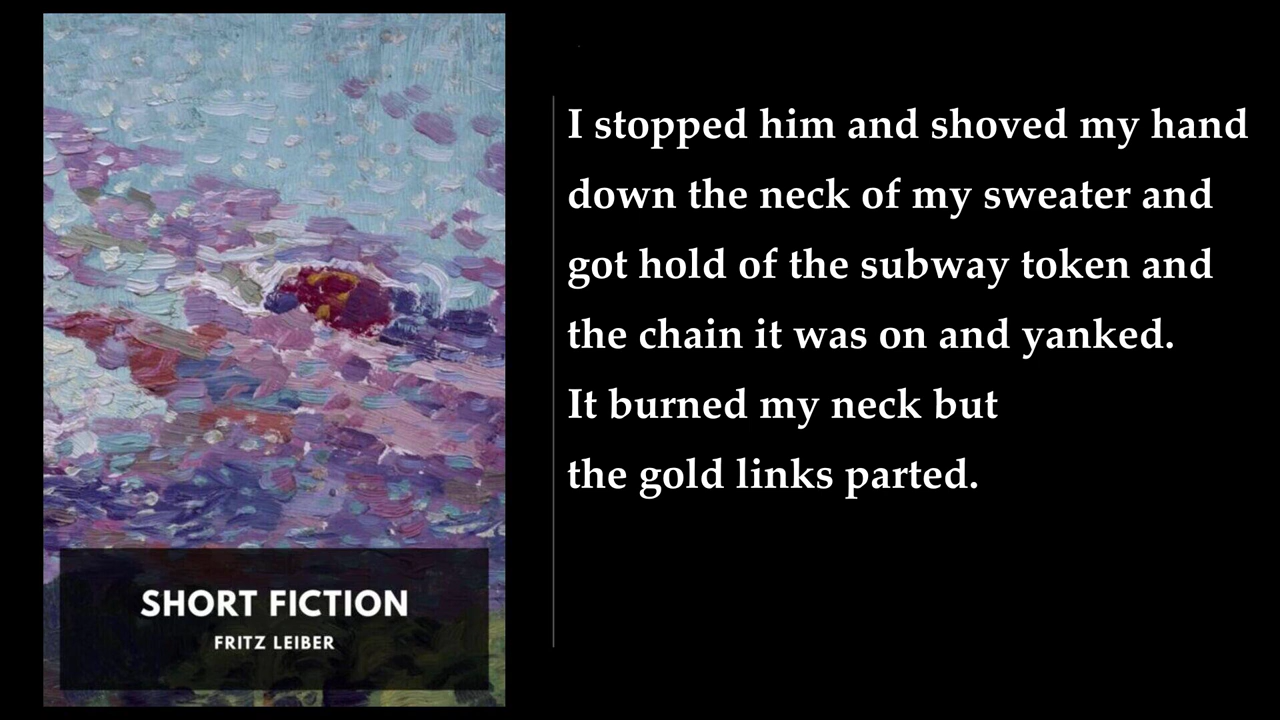 SHORT FICTION
FRITZ LEIBER
I stopped him and shoved my hand
down the neck of my sweater and
got hold of the subway token and
the chain it was on and yanked.
It burned my neck but
the gold links parted.